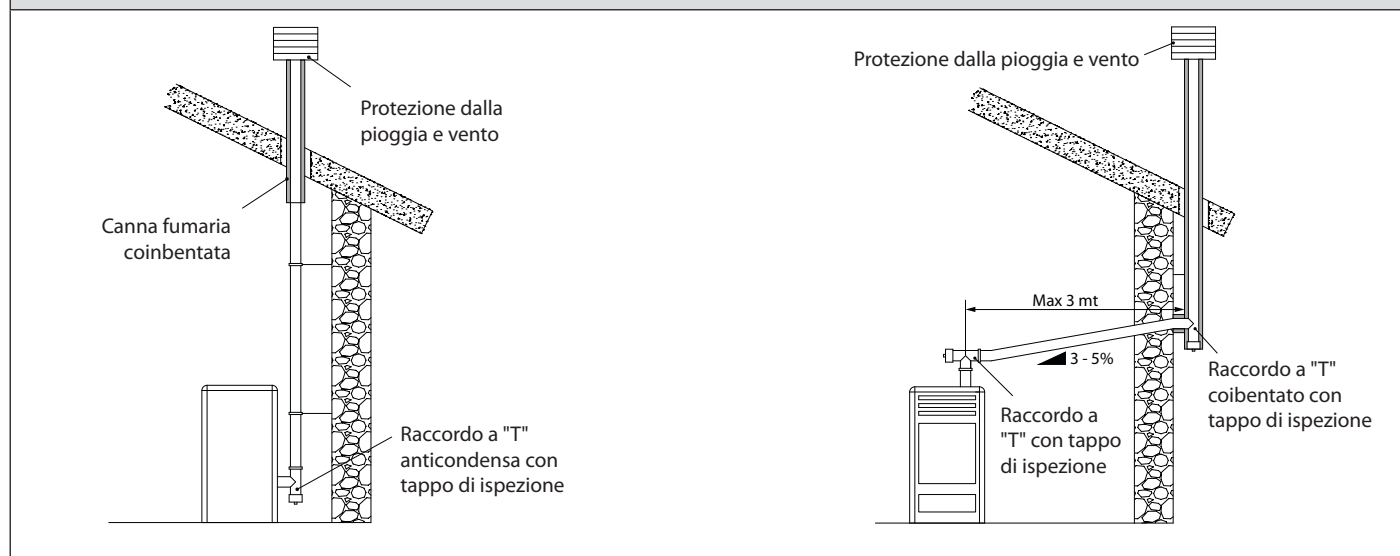 Protezione dalla
pioggia e vento
Canna fumaria
coinbentata
Raccordo a "T"
anticondensa con
tappo di ispezione
Protezione dalla pioggia e vento
Max 3 mt
3 - 5%
Raccordo a
"T" con tappo
di ispezione
Raccordo a "T"
coibentato con
tappo di ispezione